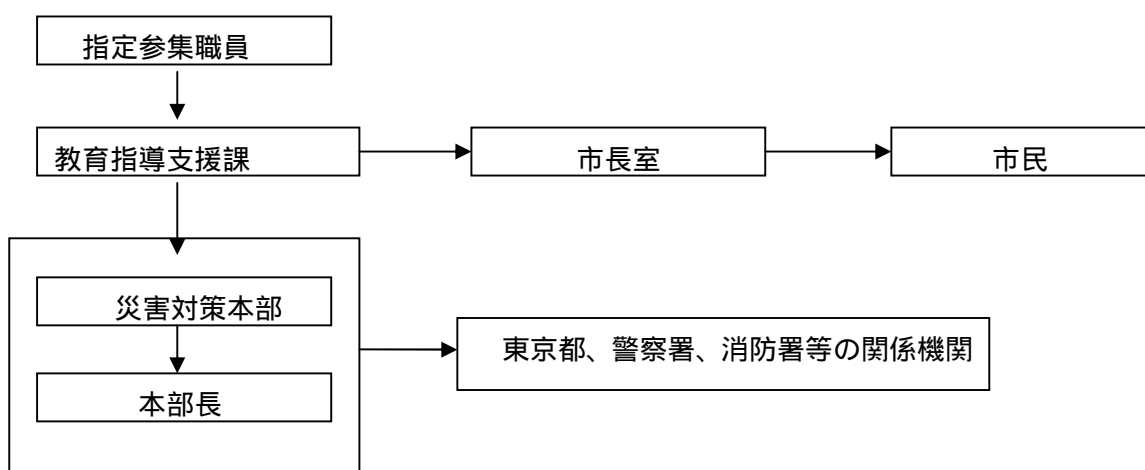 指定参集職員
教育指導支援課
市長室
市民
災害対策本部
東京都、警察署、消防署等の関係機関
本部長